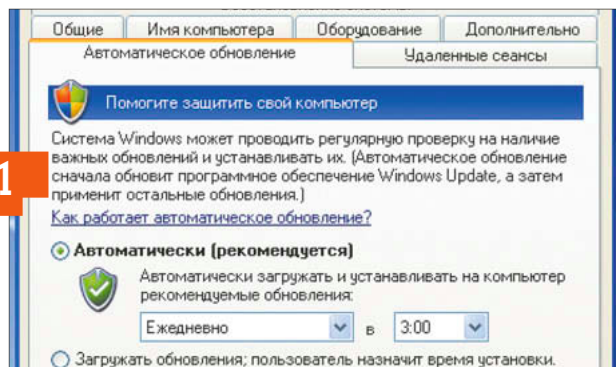 Общие Имя компьютера Оборудование Дополнительно
Автоматическое обновление Удаленные сеансы
Помогите защитить свой компьютер
Система Windows может проводить регулярную проверку на наличие
важных обновлений и устанавливать их. (Автоматическое обновление
сначала обновит программное обеспечение Windows Update, а затем
применит остальные обновления.)
1
Как работает автоматическое обновление?
Автоматически (рекомендуется)
Автоматически загружать и устанавливать на компьютер
рекомендуемые обновления:
Ежедневно в 3:00
Загружать обновления; пользователь назначит время установки.